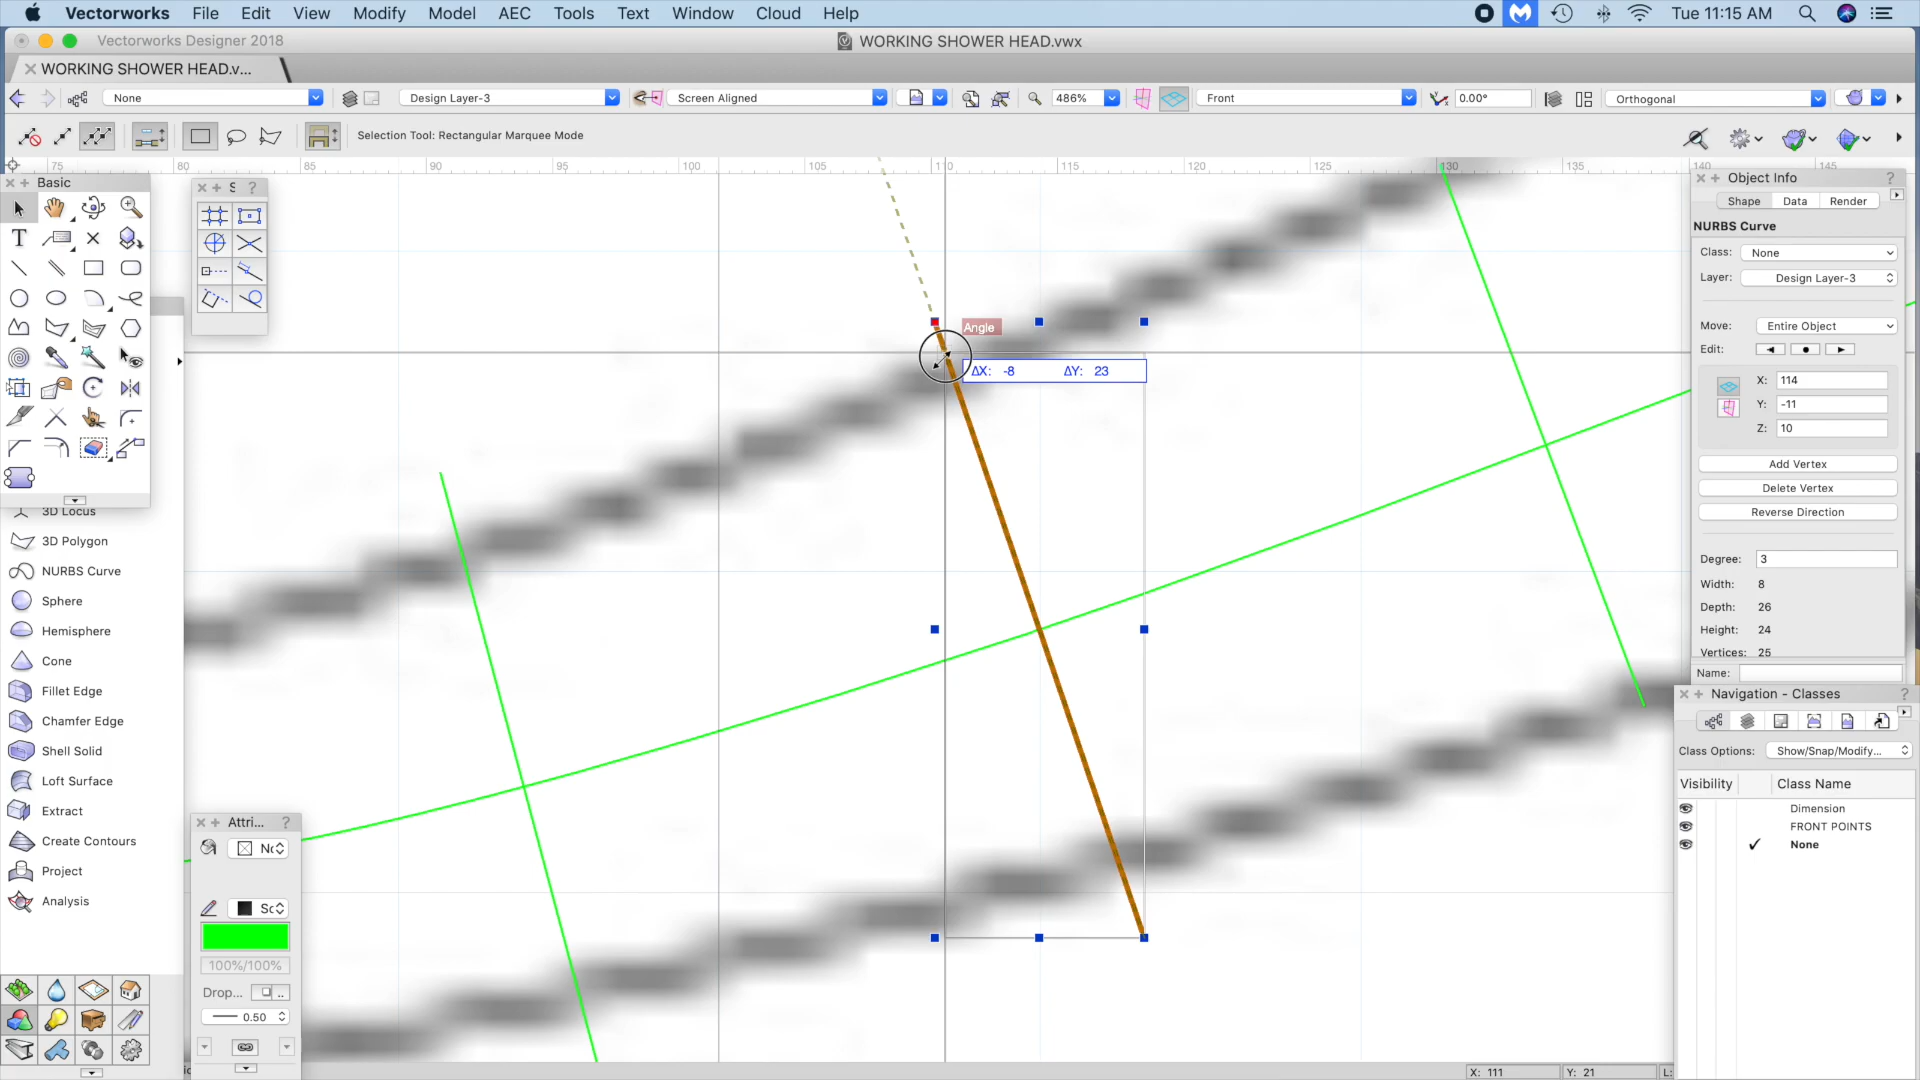 Vectorworks File Edit View Modify Model AEC Tools Text Window Cloud Help Tue 11:15 AM
Vectorworks Designer 2018 WORKING SHOWER HEAD.vwx
WORKING SHOWER HEAD.v...
None Design Layer-3 Screen Aligned 486% Front 0.00° Orthogonal
Selection Tool: Rectangular Marquee Mode
75 80 85 90 95 100 105 110 115 120 125 130 135 140 145
Basic
S ?
T
3D Locus
3D Polygon
NURBS Curve
Sphere
Hemisphere
Cone
Fillet Edge
Chamfer Edge
Shell Solid
Loft Surface
Extract
Create Contours
Project
Analysis
Attri... ?
Sc
Drop... ..
100%/100%
0.50
Angle
ΔX: -8 ΔY: 23
Object Info ?
Shape Data Render
NURBS Curve
Class: None
Layer: Design Layer-3
Move: Entire Object
Edit:
X: 114
Y: -11
Z: 10
Add Vertex
Delete Vertex
Reverse Direction
Degree: 3
Width: 8
Depth: 26
Height: 24
Vertices: 25
Name:
Navigation - Classes ?
Class Options: Show/Snap/Modify...
Visibility Class Name
Dimension
FRONT POINTS
None
X: 111 Y: 21 L: